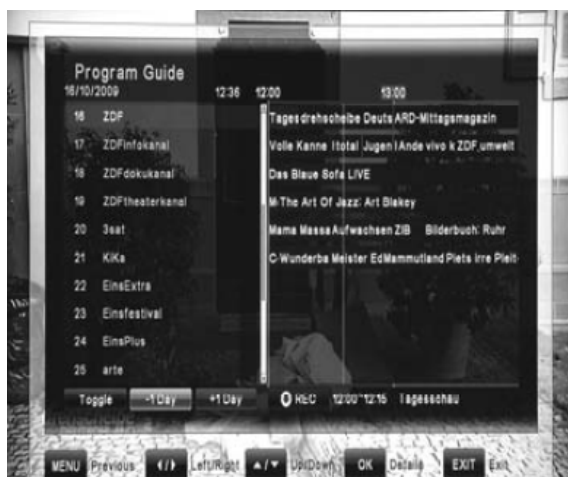 Program Guide
16/10/2009 12:36 12:00 13:00
16 ZDF Tagesdrehscheibe Deuts ARD-Mittagsmagazin
17 ZDFinfokanal Volle Kanne Itotal Jugen Ande vivo k ZDF.umwelt
18 ZDFdokukanal Das Blaue Sofa LIVE
19 ZDFtheaterkanal M The Art Of Jazz: Art Blakey
20 3sat Mama Massa Aufwachsen ZIB Bilderbuch: Ruhr
21 KiKa C Wunderba Meister Ed Mammutland Piets irre Pleit
22 EinsExtra
23 Einsfestival
24 EinsPlus
25 arte
Toggle -1 Day +1 Day REC 12:00~12:15 Tagesschau
MENU Previous Left/Right Up/Down OK Details EXIT Exit